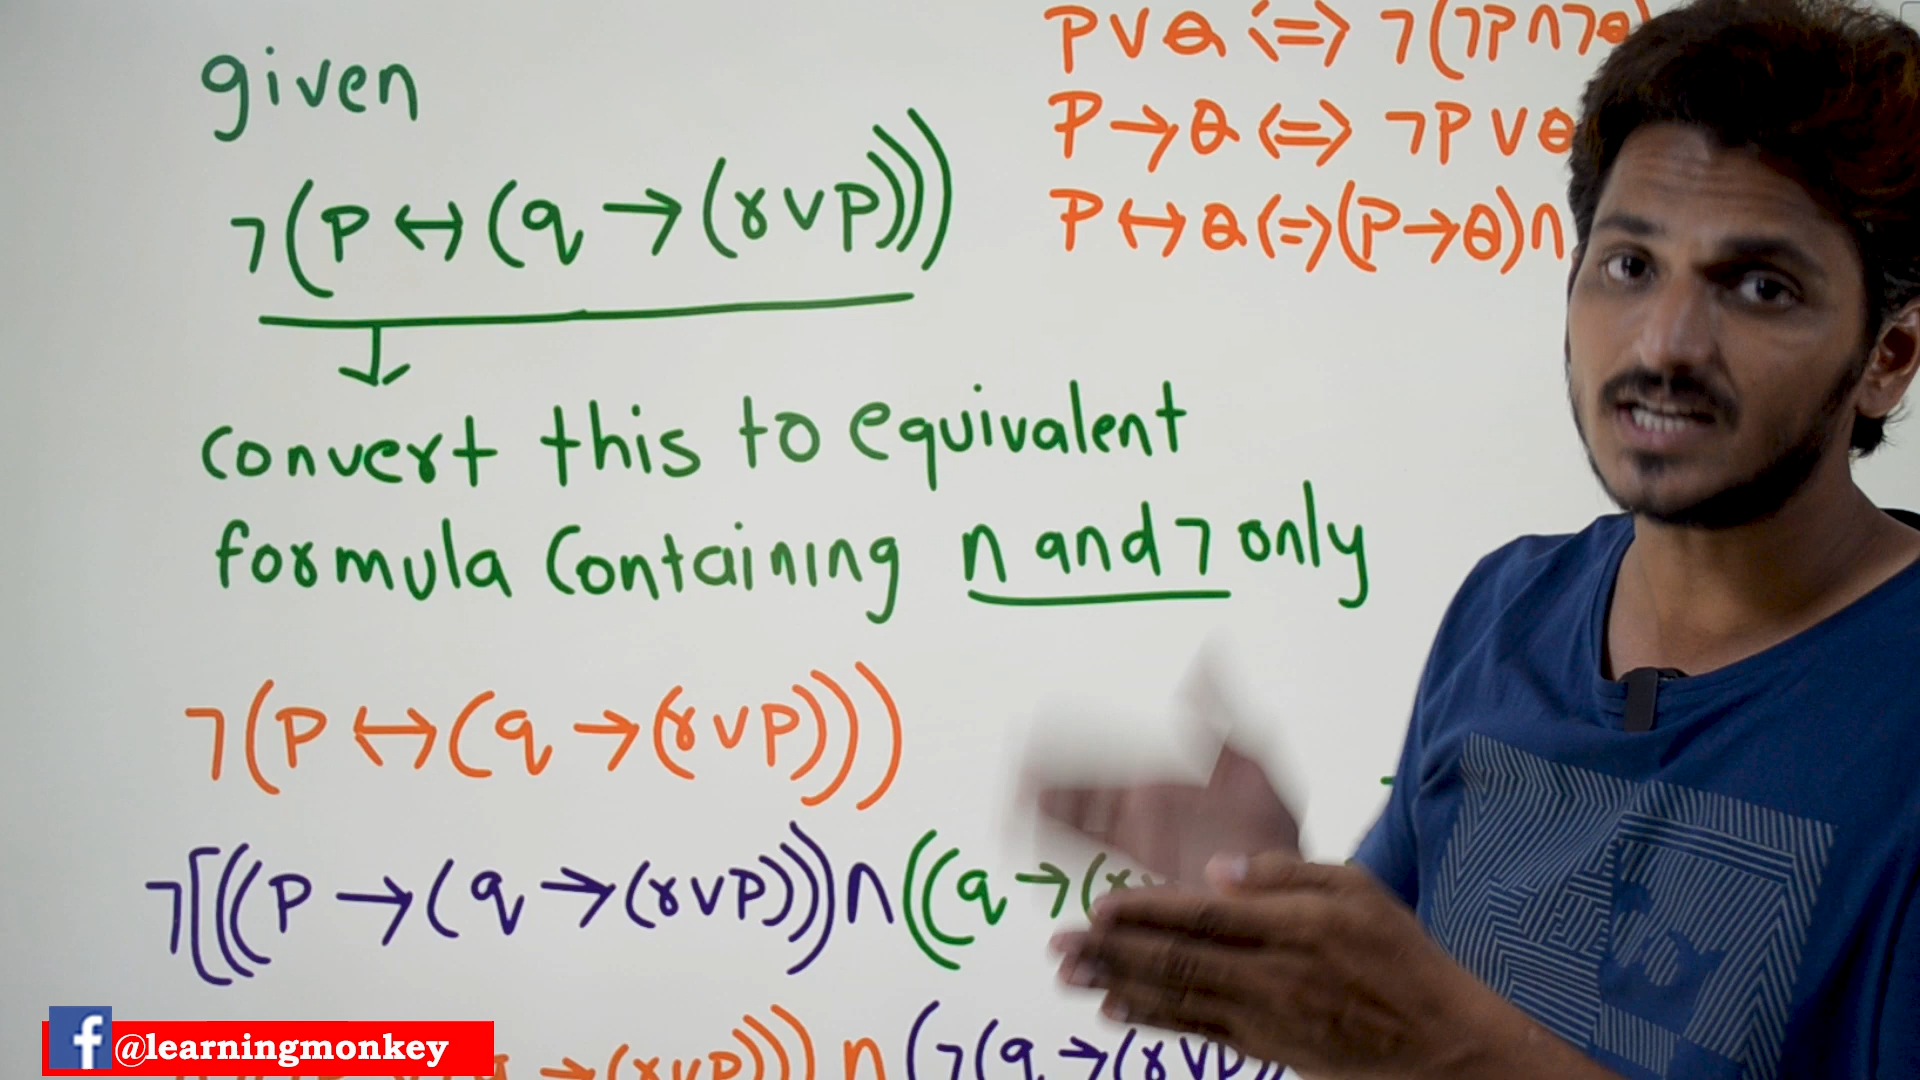 given
¬(P ↔ (q → (r ∨ P)))
convert this to equivalent
formula containing ∧ and ¬ only
P ∨ Q <=> ¬(¬P ∧ ¬Q)
P → Q <=> ¬P ∨ Q
P ↔ Q <=> (P → Q) ∧
¬(P ↔ (q → (r ∨ P)))
¬[((P → (q → (r ∨ P))) ∧ ((q → (r
→ (r ∨ P))) ∧ (¬(q → (r ∨ P)
f @learningmonkey